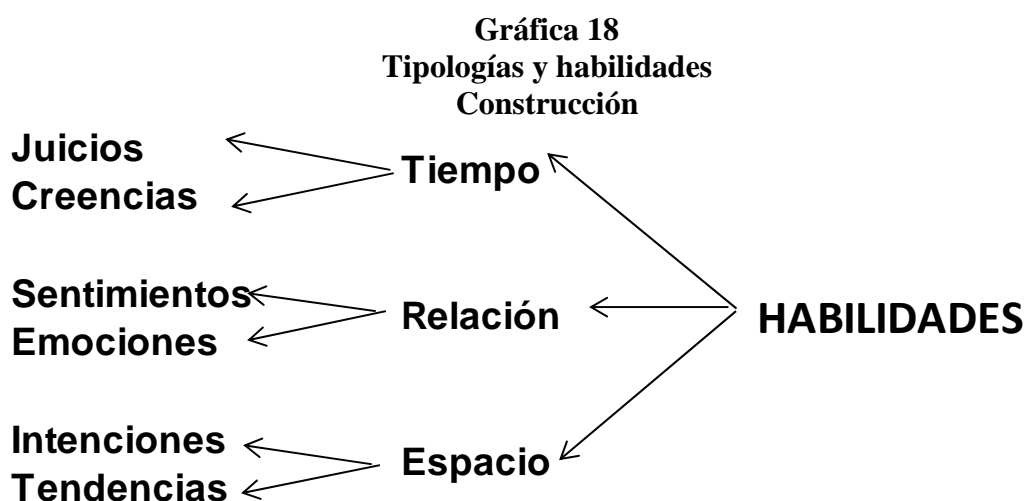 Gráfica 18
Tipologías y habilidades
Construcción
Juicios
Creencias
Tiempo
Sentimientos
Emociones
Relación
HABILIDADES
Intenciones
Tendencias
Espacio